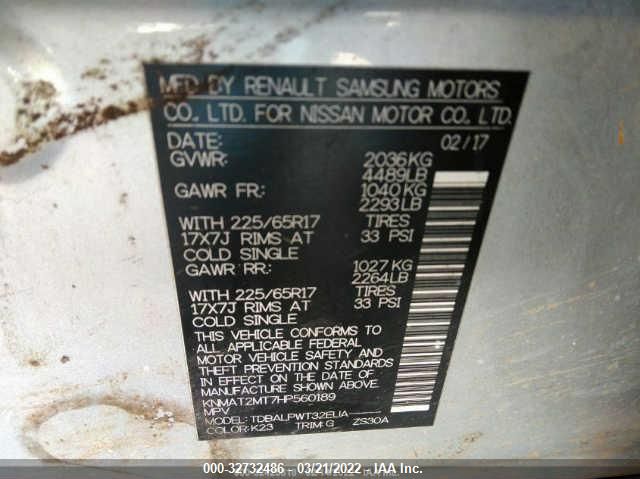 MFD BY RENAULT SAMSUNG MOTORS
CO., LTD. FOR NISSAN MOTOR CO., LTD.
DATE: 02/17
GVWR: 2036KG
4489LB
GAWR FR: 1040KG
2293LB
WITH 225/65R17 TIRES
17X7J RIMS AT 33 PSI
COLD SINGLE
GAWR RR: 1027KG
2264LB
WITH 225/65R17 TIRES
17X7J RIMS AT 33 PSI
COLD SINGLE
THIS VEHICLE CONFORMS TO
ALL APPLICABLE FEDERAL
MOTOR VEHICLE SAFETY AND
THEFT PREVENTION STANDARDS
IN EFFECT ON THE DATE OF
MANUFACTURE SHOWN ABOVE.
KNMAT2MT7HP560189
MPV
MODEL: TDBALPWT32EUA
COLOR: K23 TRIM: G ZS30A
000-32732486 - 03/21/2022 - IAA Inc.